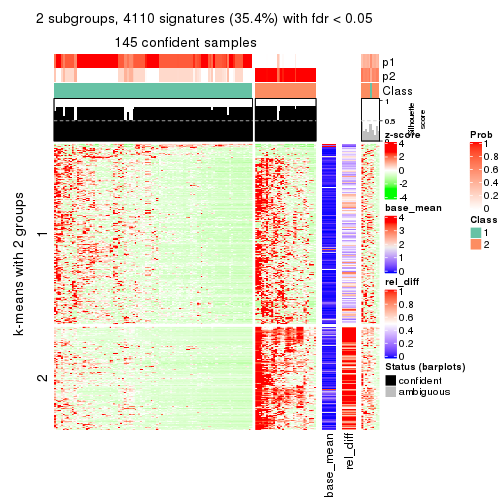 2 subgroups, 4110 signatures (35.4%) with fdr < 0.05
145 confident samples
p1
p2
Class
1
0.5
0
Silhouette
score
k-means with 2 groups
1
2
base_mean
rel_diff
z-score
4
2
0
-2
-4
base_mean
4
3
2
1
0
rel_diff
1
0.8
0.6
0.4
0.2
0
Status (barplots)
confident
ambiguous
Prob
1
0.8
0.6
0.4
0.2
0
Class
1
2